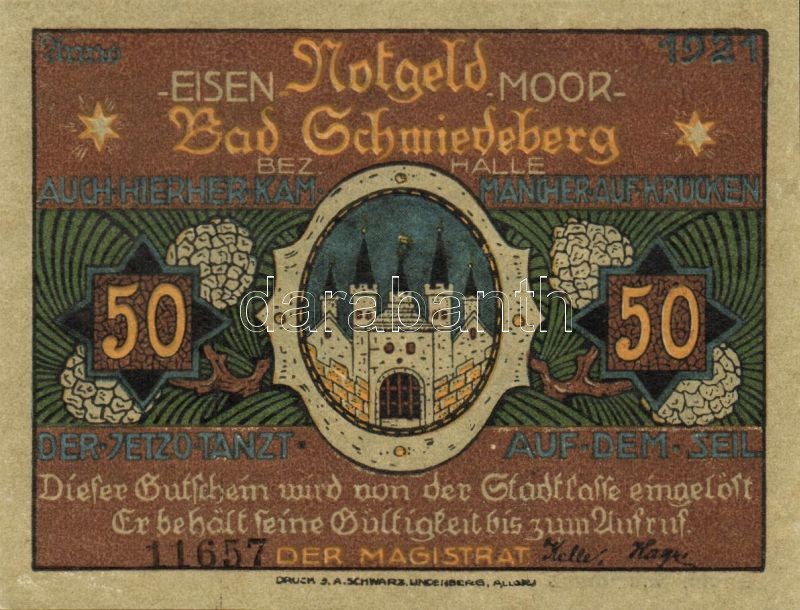 Anno 1921
Notgeld
-EISEN MOOR-
Bad Schmiedeberg
BEZ HALLE
AUCH·HIERHER·KAM· MANCHER·AUF·KRÜCKEN
50 50
darabanth
DER·JETZO·TANZT· AUF·DEM·SEIL.
Dieser Gutschein wird von der Stadtkasse eingelöst
Er behält seine Gültigkeit bis zum Aufruf.
11657 DER MAGISTRAT Keller
DRUCK J. A. SCHWARZ, LINDENBERG, ALLGÄU